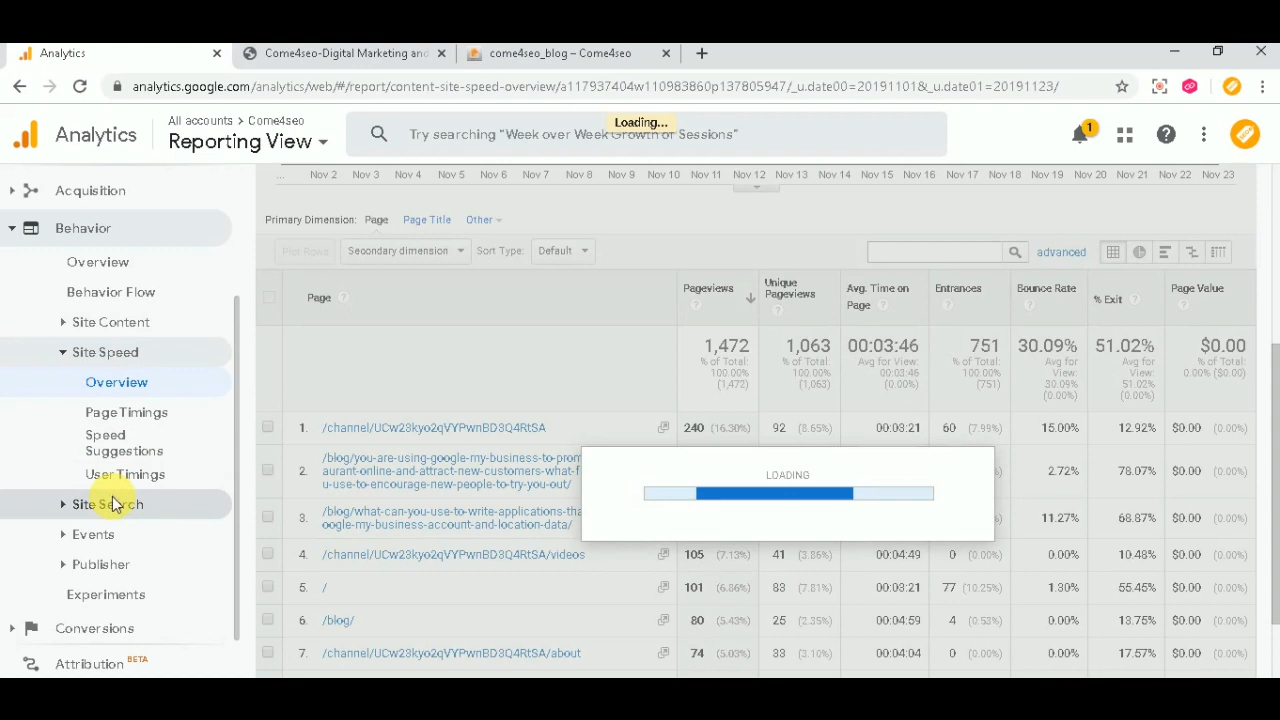 Analytics
Come4seo-Digital Marketing and
come4seo_blog – Come4seo
analytics.google.com/analytics/web/#/report/content-site-speed-overview/a117937404w110983860p137805947/_u.date00=20191101&_u.date01=20191123/
Analytics
All accounts > Come4seo
Reporting View
Try searching "Week over Week Growth of Sessions"
Loading...
1
Acquisition
Behavior
Overview
Behavior Flow
Site Content
Site Speed
Overview
Page Timings
Speed
Suggestions
User Timings
Site Search
Events
Publisher
Experiments
Conversions
Attribution BETA
... Nov 2 Nov 3 Nov 4 Nov 5 Nov 6 Nov 7 Nov 8 Nov 9 Nov 10 Nov 11 Nov 12 Nov 13 Nov 14 Nov 15 Nov 16 Nov 17 Nov 18 Nov 19 Nov 20 Nov 21 Nov 22 Nov 23
Primary Dimension: Page Page Title Other
Plot Rows Secondary dimension Sort Type: Default advanced
Page ? Pageviews ? Unique Pageviews ? Avg. Time on Page ? Entrances ? Bounce Rate ? % Exit ? Page Value ?
1,472 1,063 00:03:46 751 30.09% 51.02% $0.00
% of Total: 100.00% (1,472) % of Total: 100.00% (1,063) Avg for View: 00:03:46 (0.00%) % of Total: 100.00% (751) Avg for View: 30.09% (0.00%) Avg for View: 51.02% (0.00%) % of Total: 0.00% ($0.00)
1. /channel/UCw23kyo2qVYPwnBD3Q4RtSA 240 (16.30%) 92 (8.65%) 00:03:21 60 (7.99%) 15.00% 12.92% $0.00 (0.00%)
2. /blog/you-are-using-google-my-business-to-prom
aurant-online-and-attract-new-customers-what-f
u-use-to-encourage-new-people-to-try-you-out/ 2.72% 78.07% $0.00 (0.00%)
LOADING
3. /blog/what-can-you-use-to-write-applications-tha
oogle-my-business-account-and-location-data/ 11.27% 68.87% $0.00 (0.00%)
4. /channel/UCw23kyo2qVYPwnBD3Q4RtSA/videos 105 (7.13%) 41 (3.86%) 00:04:49 0 (0.00%) 0.00% 10.48% $0.00 (0.00%)
5. / 101 (6.86%) 83 (7.81%) 00:03:21 77 (10.25%) 1.30% 55.45% $0.00 (0.00%)
6. /blog/ 80 (5.43%) 25 (2.35%) 00:04:59 4 (0.53%) 0.00% 13.75% $0.00 (0.00%)
7. /channel/UCw23kyo2qVYPwnBD3Q4RtSA/about 74 (5.03%) 33 (3.10%) 00:04:04 0 (0.00%) 0.00% 17.57% $0.00 (0.00%)